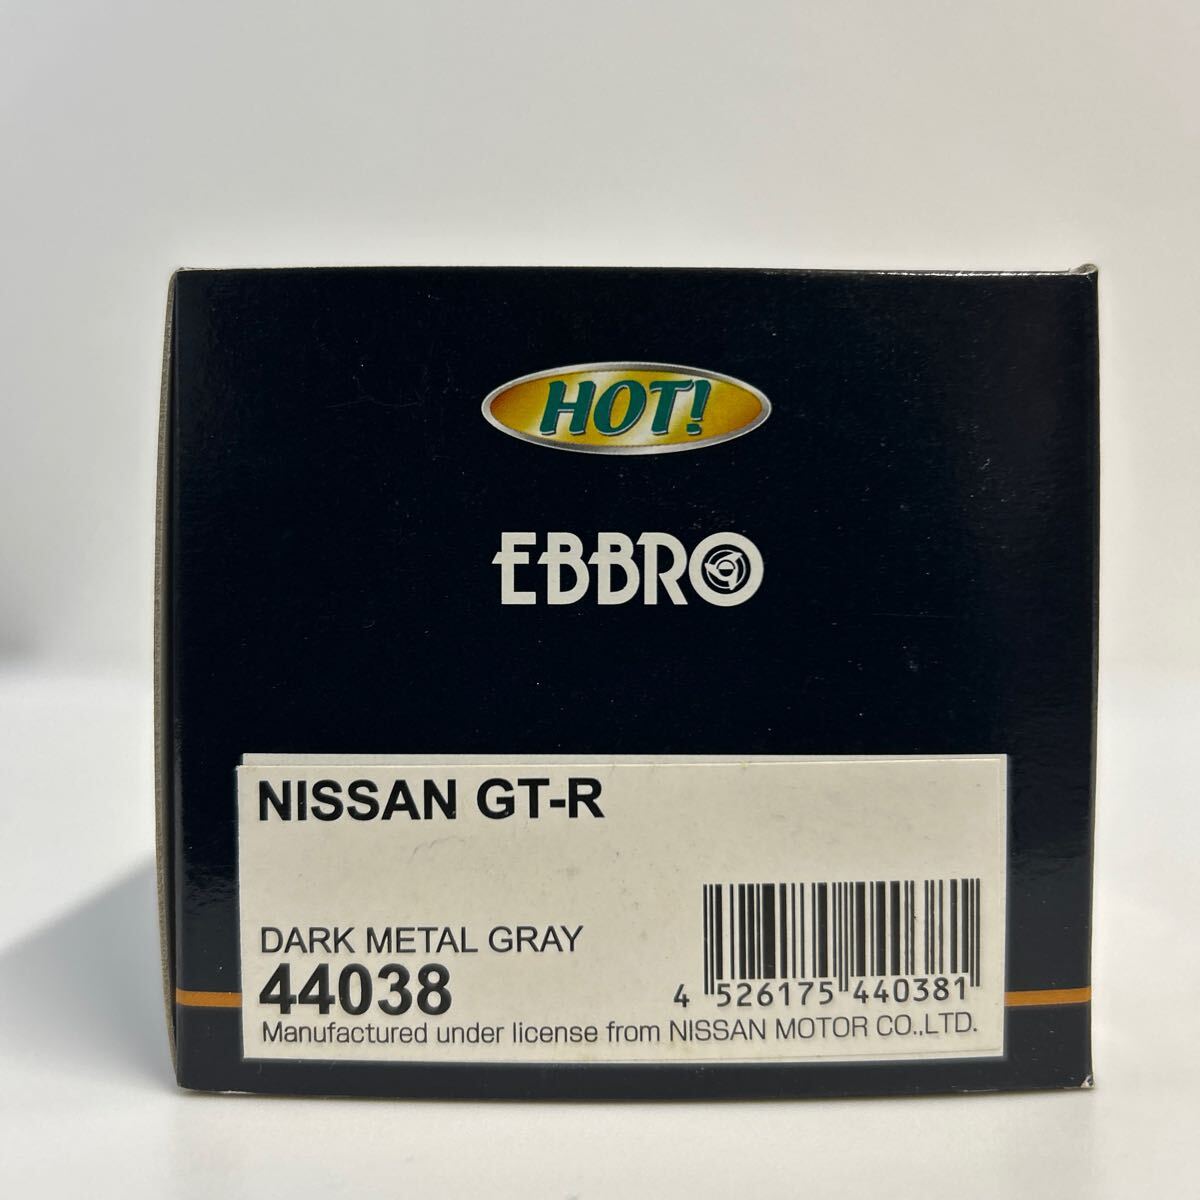 HOT!
EBBRO
NISSAN GT-R
DARK METAL GRAY
44038
4 526175 440381
Manufactured under license from NISSAN MOTOR CO.,LTD.